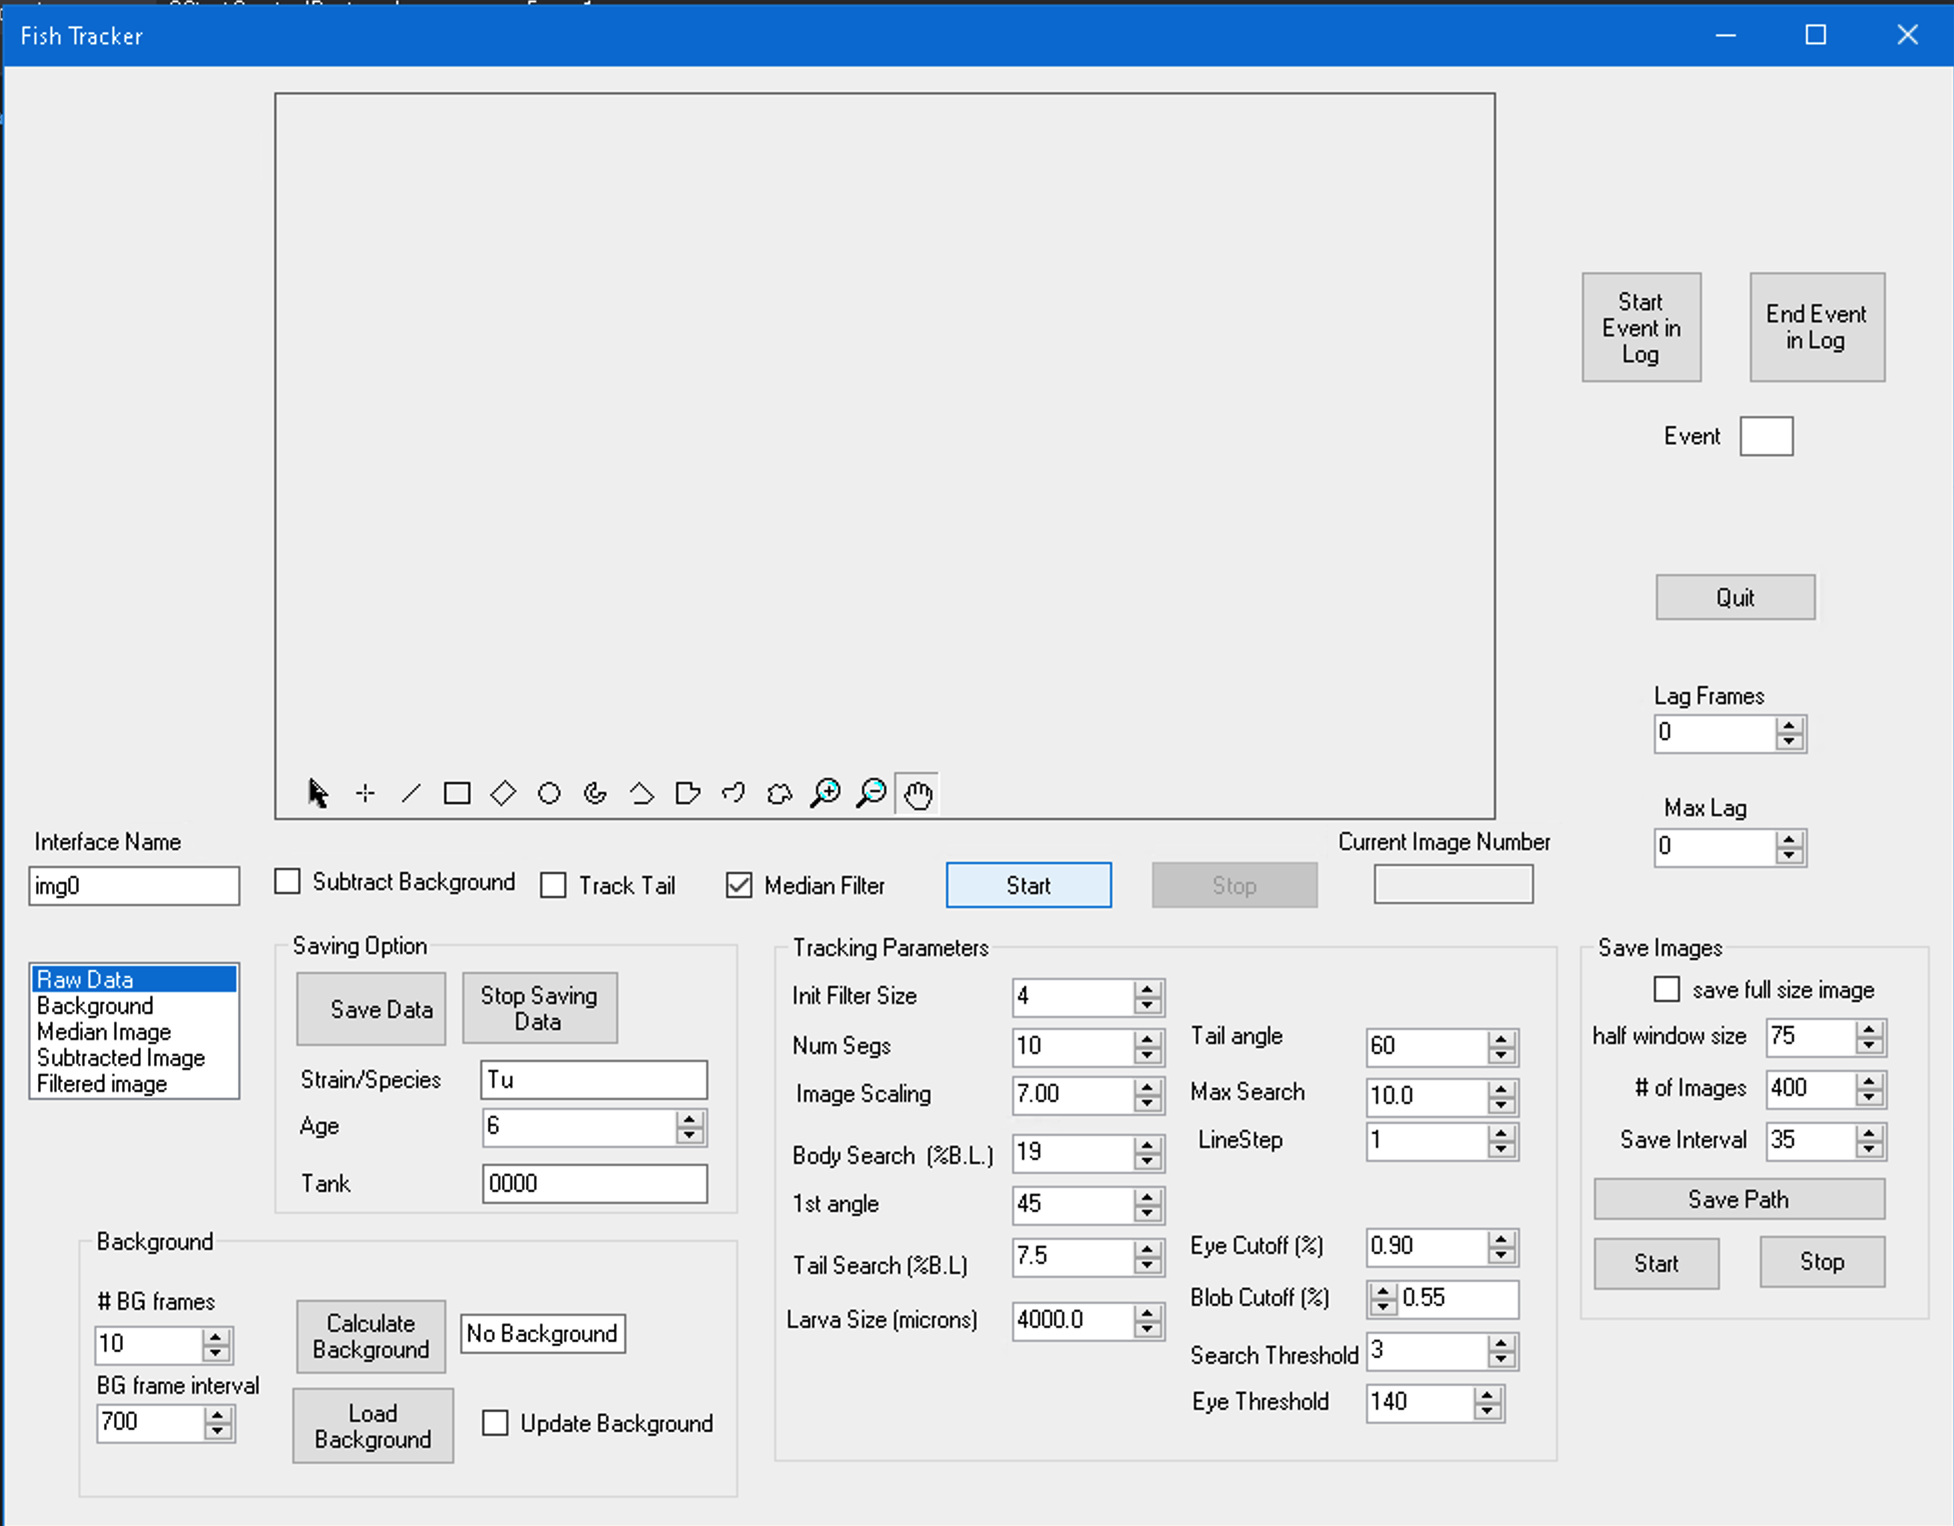 Fish Tracker
Start
Event in
Log
End Event
in Log
Event
Quit
Lag Frames
0
Max Lag
0
Interface Name
img0
Subtract Background
Track Tail
Median Filter
Start
Stop
Current Image Number
Raw Data
Background
Median Image
Subtracted Image
Filtered image
Saving Option
Save Data
Stop Saving
Data
Strain/Species
Tu
Age
6
Tank
0000
Background
# BG frames
10
BG frame interval
700
Calculate
Background
No Background
Load
Background
Update Background
Tracking Parameters
Init Filter Size
4
Num Segs
10
Image Scaling
7.00
Body Search (%B.L.)
19
1st angle
45
Tail Search (%B.L)
7.5
Larva Size (microns)
4000.0
Tail angle
60
Max Search
10.0
LineStep
1
Eye Cutoff (%)
0.90
Blob Cutoff (%)
0.55
Search Threshold
3
Eye Threshold
140
Save Images
save full size image
half window size
75
# of Images
400
Save Interval
35
Save Path
Start
Stop